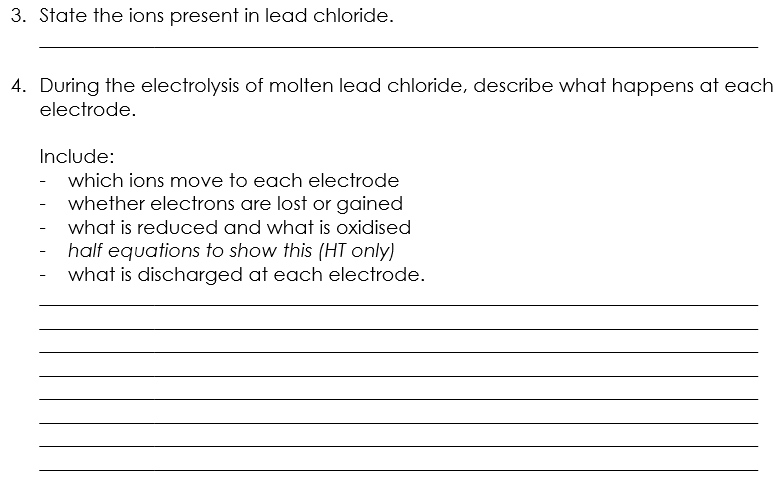 3. State the ions present in lead chloride.
4. During the electrolysis of molten lead chloride, describe what happens at each
electrode.
Include:
- which ions move to each electrode
- whether electrons are lost or gained
- what is reduced and what is oxidised
- half equations to show this (HT only)
- what is discharged at each electrode.